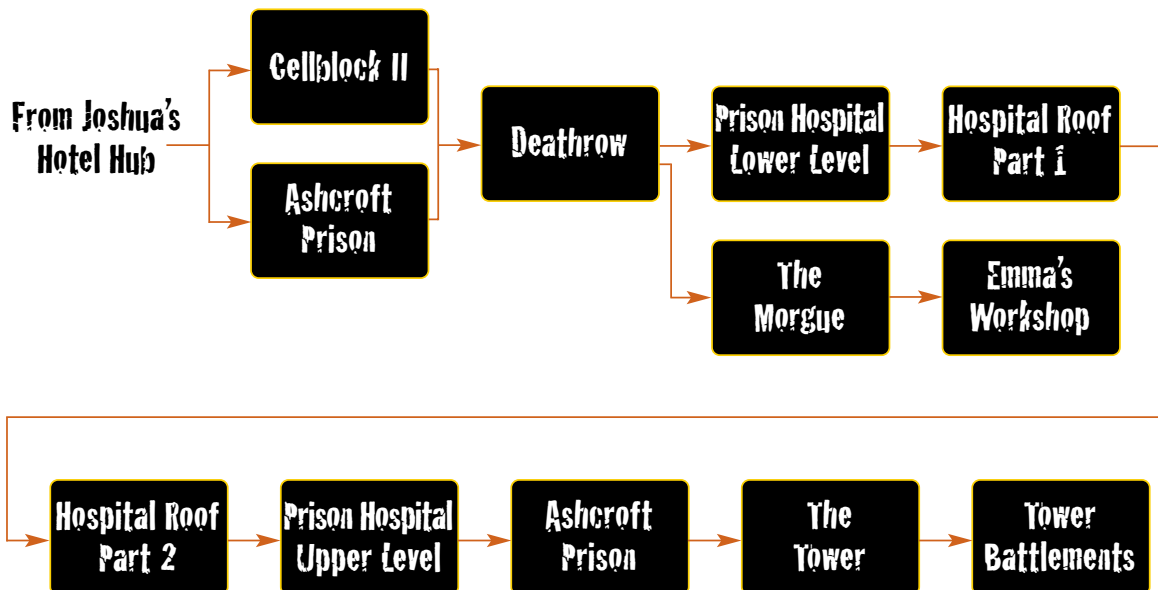 From Joshua's
Hotel Hub
Cellblock II
Ashcroft
Prison
Deathrow
Prison Hospital
Lower Level
Hospital Roof
Part 1
The
Morgue
Emma's
Workshop
Hospital Roof
Part 2
Prison Hospital
Upper Level
Ashcroft
Prison
The
Tower
Tower
Battlements